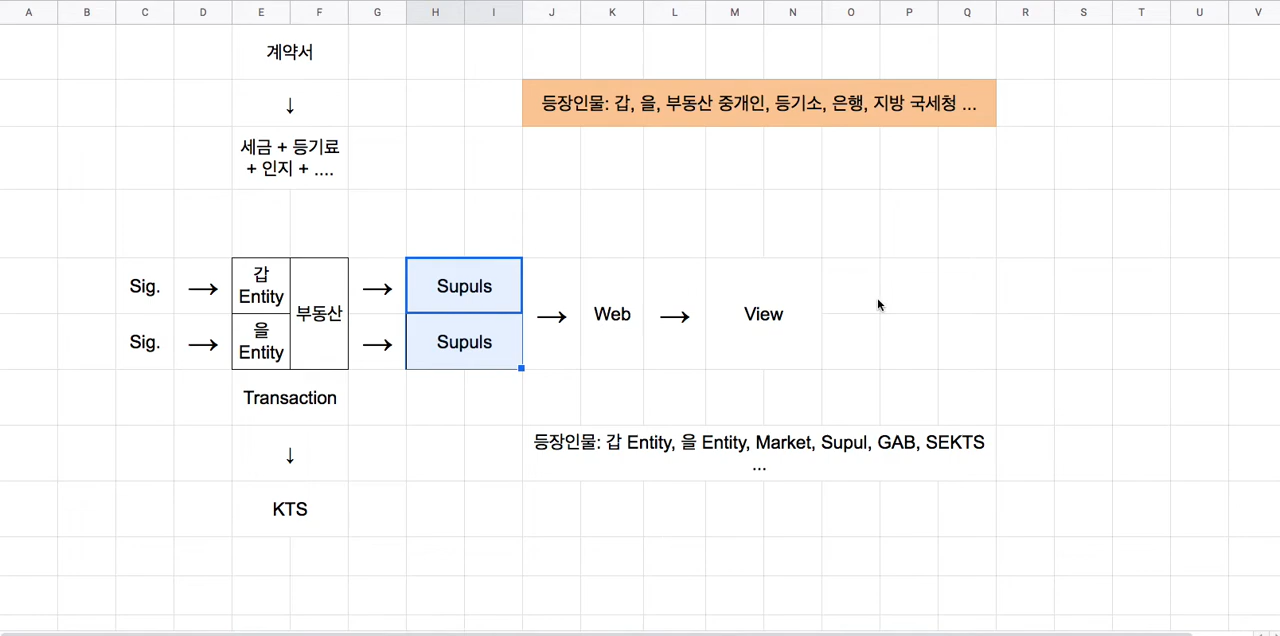 A B C D E F G H I J K L M N O P Q R S T U V
계약서
↓
등장인물: 갑, 을, 부동산 중개인, 등기소, 은행, 지방 국세청 ...
세금 + 등기료
+ 인지 + ....
Sig. → 갑 Entity → Supuls
부동산
→ Web → View
Sig. → 을 Entity → Supuls
Transaction
↓
등장인물: 갑 Entity, 을 Entity, Market, Supul, GAB, SEKTS
...
KTS